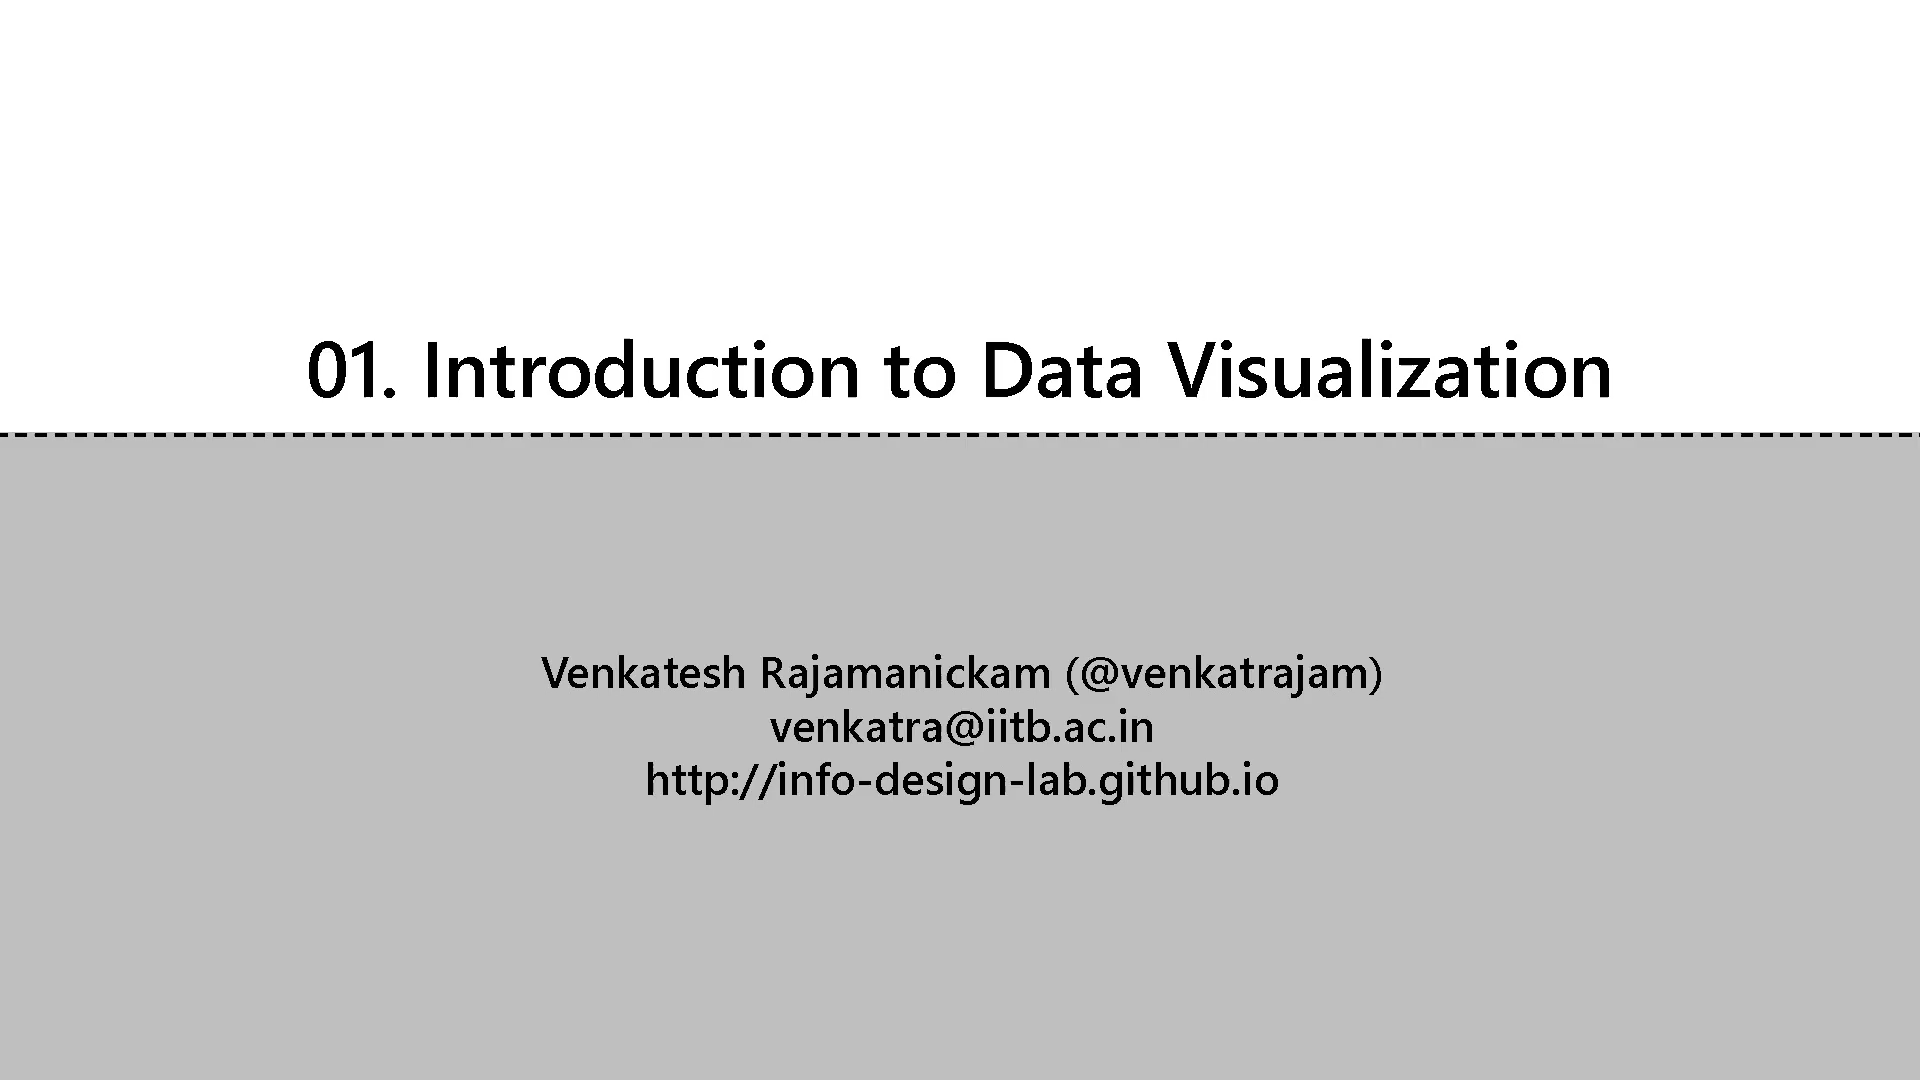 01. Introduction to Data Visualization
Venkatesh Rajamanickam (@venkatrajam)
venkatra@iitb.ac.in
http://info-design-lab.github.io